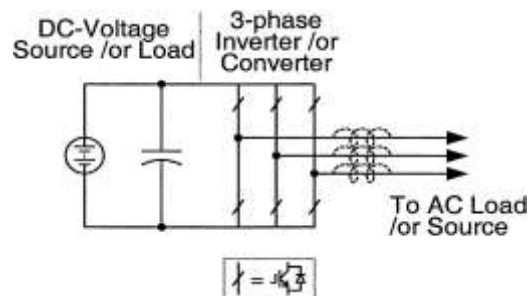 DC-Voltage
Source /or Load
3-phase
Inverter /or
Converter
To AC Load
/or Source
=